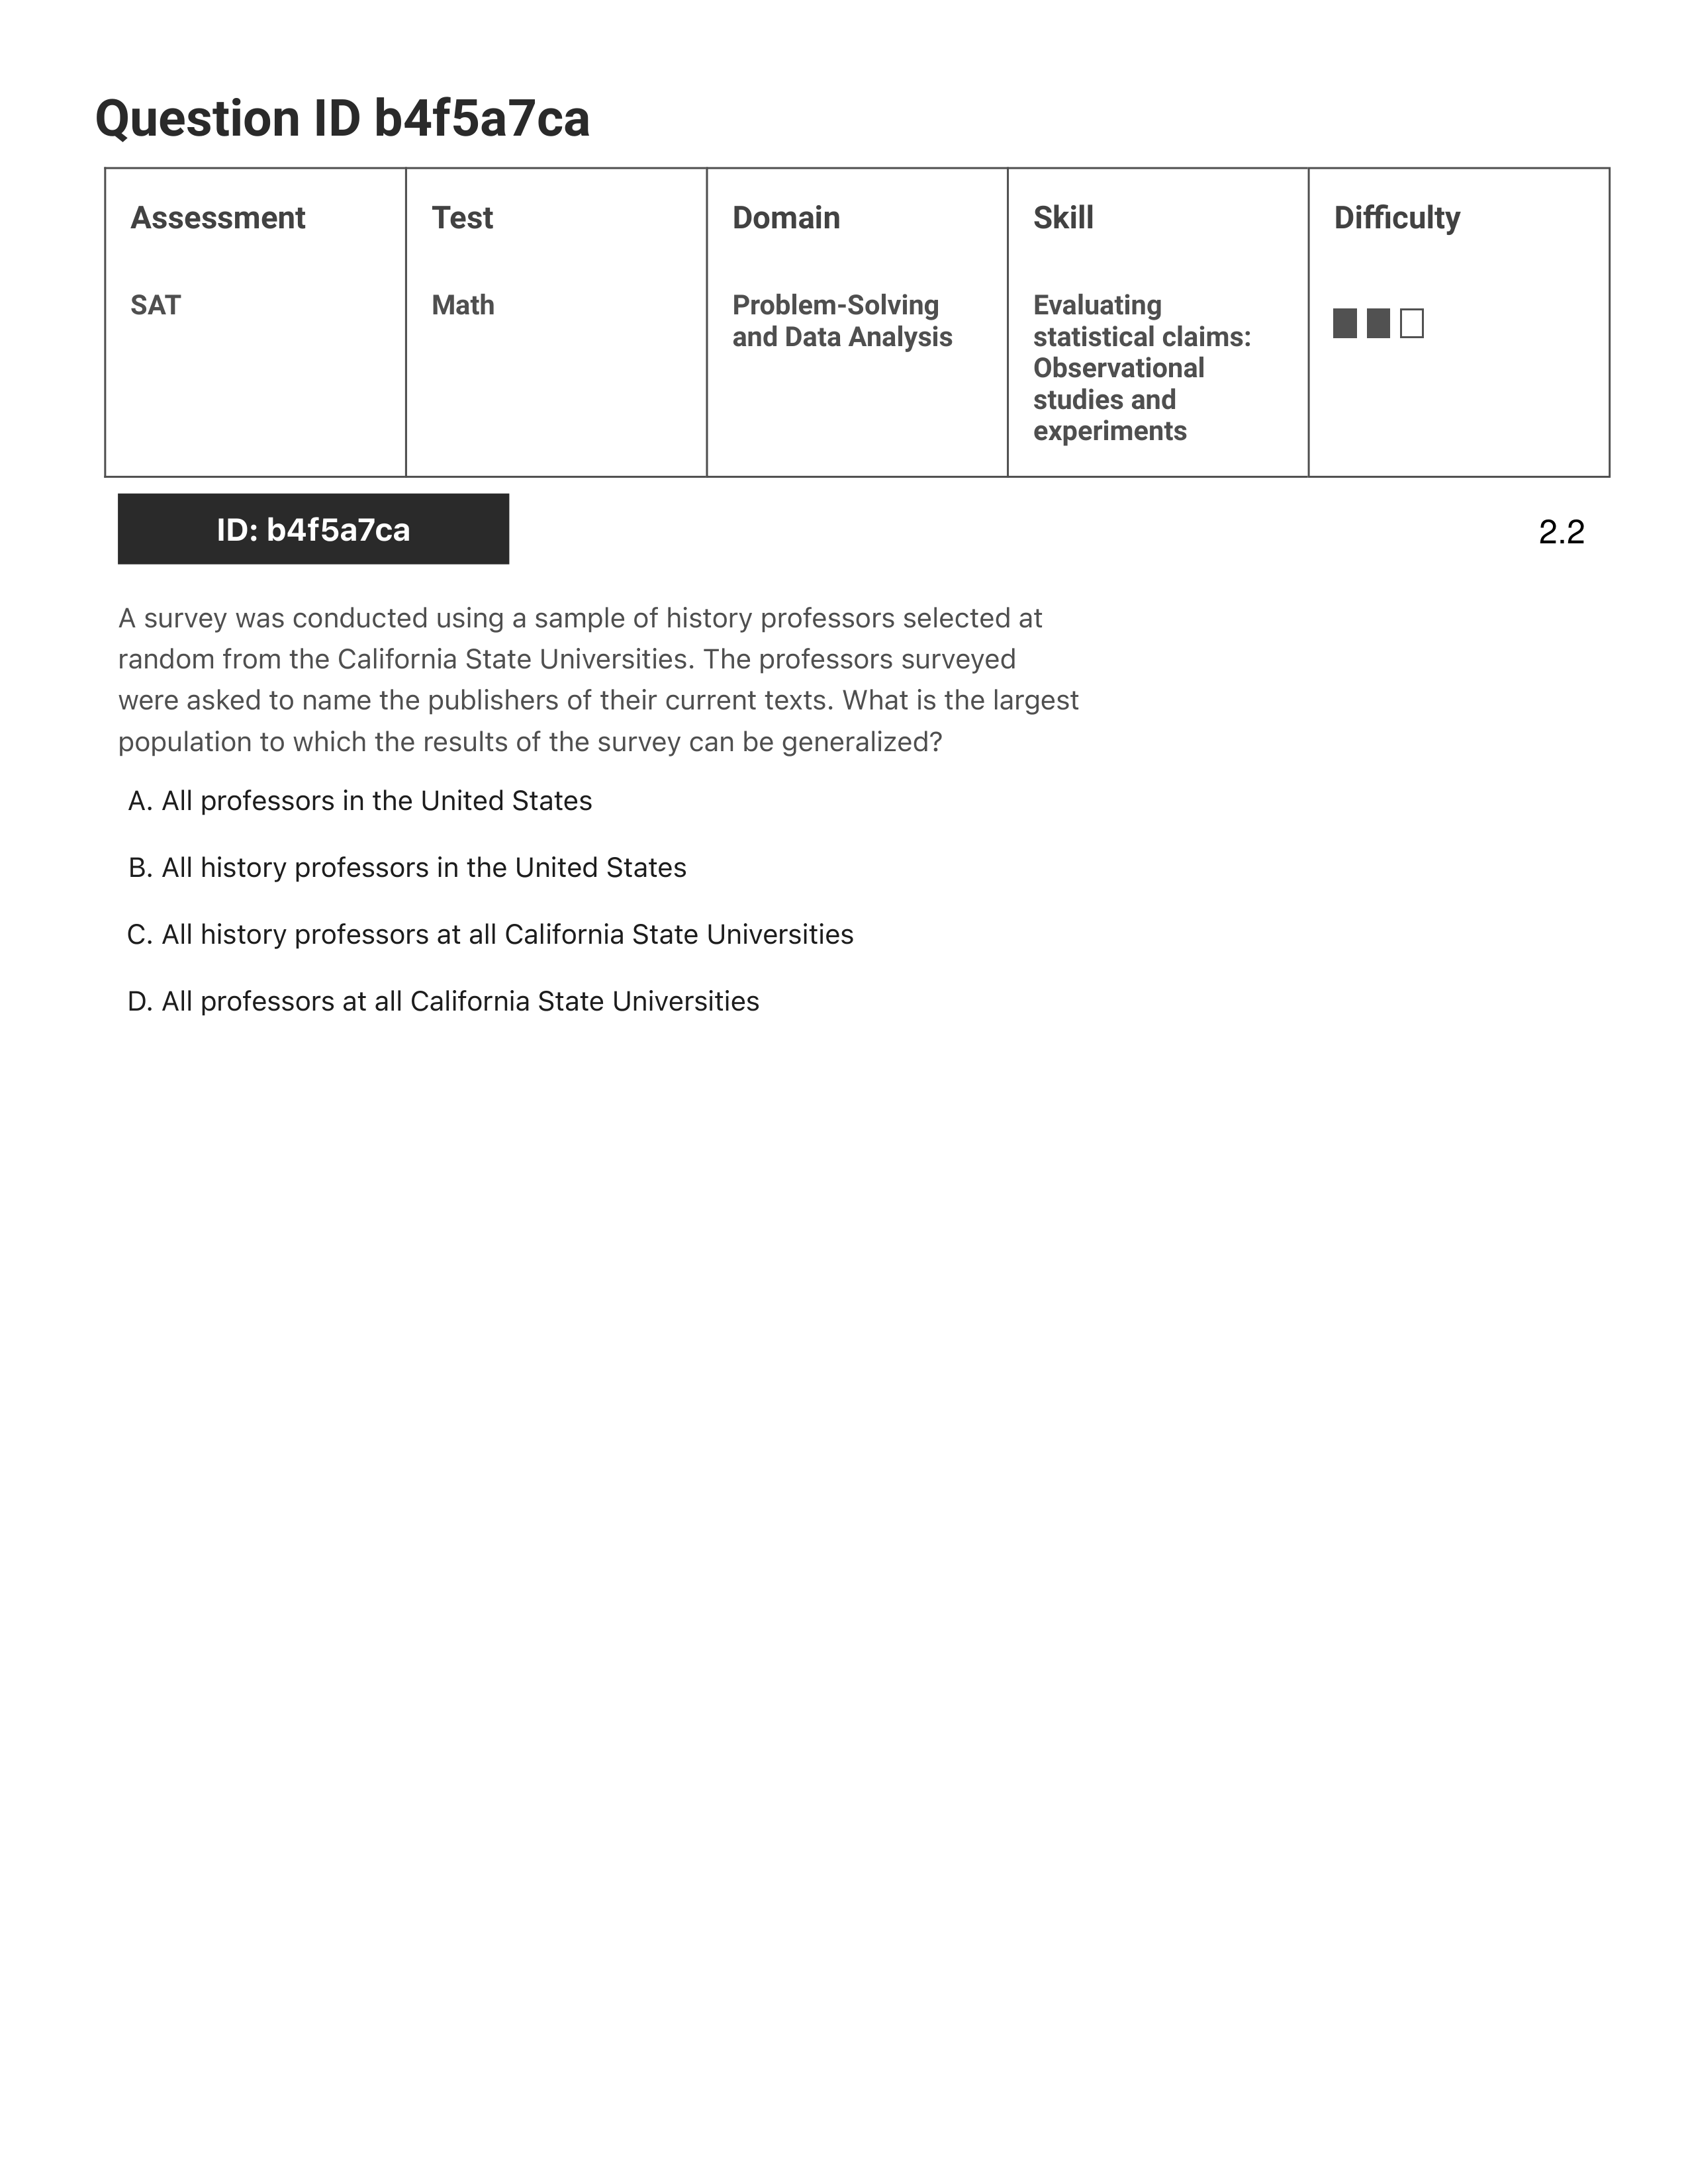 Question ID b4f5a7ca
Assessment
Test
Domain
Skill
Difficulty
SAT
Math
Problem-Solving
and Data Analysis
Evaluating
statistical claims:
Observational
studies and
experiments
ID: b4f5a7ca
2.2
A survey was conducted using a sample of history professors selected at
random from the California State Universities. The professors surveyed
were asked to name the publishers of their current texts. What is the largest
population to which the results of the survey can be generalized?
A. All professors in the United States
B. All history professors in the United States
C. All history professors at all California State Universities
D. All professors at all California State Universities